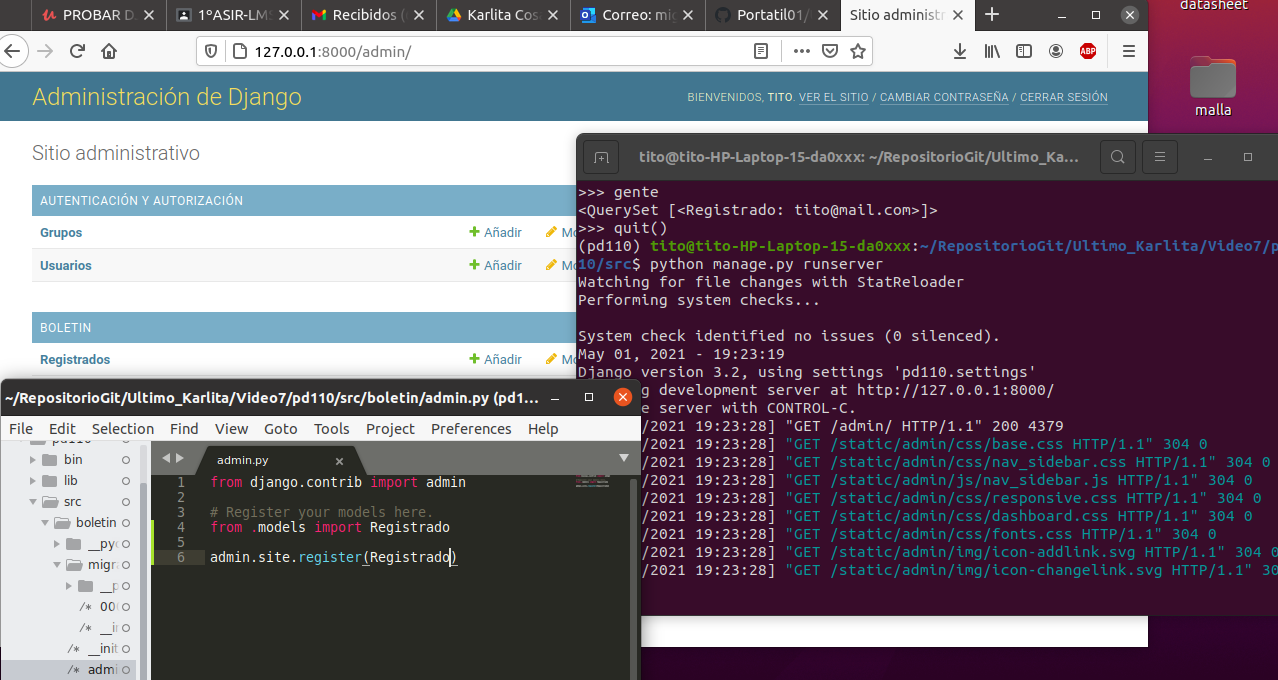 PROBAR D
1ºASIR-LM
Recibidos (
Karlita Cos
Correo: mi
Portatil01/
Sitio administr
datasheet
127.0.0.1:8000/admin/
ABP
malla
Administración de Django
BIENVENIDOS, TITO. VER EL SITIO / CAMBIAR CONTRASEÑA / CERRAR SESIÓN
Sitio administrativo
AUTENTICACIÓN Y AUTORIZACIÓN
Grupos
Añadir
Mo
Usuarios
Añadir
Mo
BOLETIN
Registrados
Añadir
Mo
tito@tito-HP-Laptop-15-da0xxx: ~/RepositorioGit/Ultimo_Ka...
>>> gente
<QuerySet [<Registrado: tito@mail.com>]>
>>> quit()
(pd110) tito@tito-HP-Laptop-15-da0xxx:~/RepositorioGit/Ultimo_Karlita/Video7/p
10/src$ python manage.py runserver
Watching for file changes with StatReloader
Performing system checks...
System check identified no issues (0 silenced).
May 01, 2021 - 19:23:19
Django version 3.2, using settings 'pd110.settings'
g development server at http://127.0.0.1:8000/
e server with CONTROL-C.
/2021 19:23:28] "GET /admin/ HTTP/1.1" 200 4379
/2021 19:23:28] "GET /static/admin/css/base.css HTTP/1.1" 304 0
/2021 19:23:28] "GET /static/admin/css/nav_sidebar.css HTTP/1.1" 304 0
/2021 19:23:28] "GET /static/admin/js/nav_sidebar.js HTTP/1.1" 304 0
/2021 19:23:28] "GET /static/admin/css/responsive.css HTTP/1.1" 304 0
/2021 19:23:28] "GET /static/admin/css/dashboard.css HTTP/1.1" 304 0
/2021 19:23:28] "GET /static/admin/css/fonts.css HTTP/1.1" 304 0
/2021 19:23:28] "GET /static/admin/img/icon-addlink.svg HTTP/1.1" 304 0
/2021 19:23:28] "GET /static/admin/img/icon-changelink.svg HTTP/1.1" 30
~/RepositorioGit/Ultimo_Karlita/Video7/pd110/src/boletin/admin.py (pd1...
File Edit Selection Find View Goto Tools Project Preferences Help
bin
lib
src
boletin
__pyc
migr
__p
/* 00
/* __i
/* __init
/* admi
admin.py
1 from django.contrib import admin
2
3 # Register your models here.
4 from .models import Registrado
5
6 admin.site.register(Registrado)